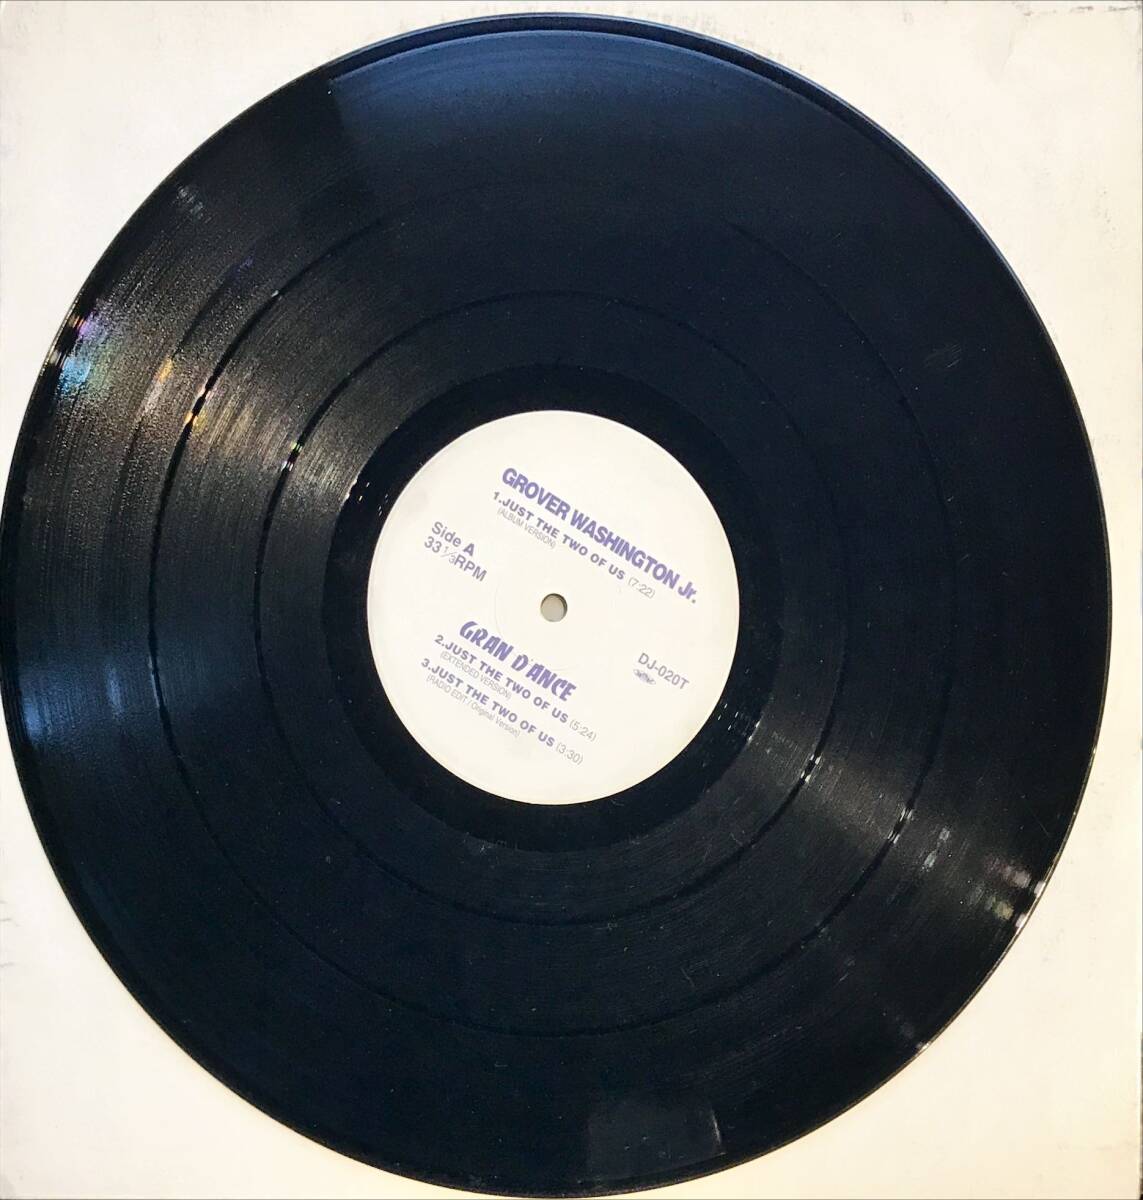 GROVER WASHINGTON Jr.
1.JUST THE TWO OF US (7:22)
(ALBUM VERSION)
Side A
33 1/3RPM
GRAN D'ANCE
2.JUST THE TWO OF US (5:24)
(EXTENDED VERSION)
3.JUST THE TWO OF US (3:30)
(RADIO EDIT / Original Version)
DJ-020T